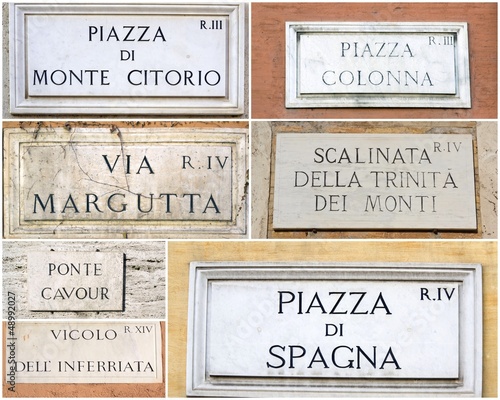 PIAZZA R.III
DI
MONTE CITORIO
PIAZZA R.III
COLONNA
VIA R.IV
MARGUTTA
SCALINATA R.IV
DELLA TRINITÀ
DEI MONTI
PONTE
CAVOUR
VICOLO R.XIV
DELL' INFERRIATA
PIAZZA R.IV
DI
SPAGNA
48992027